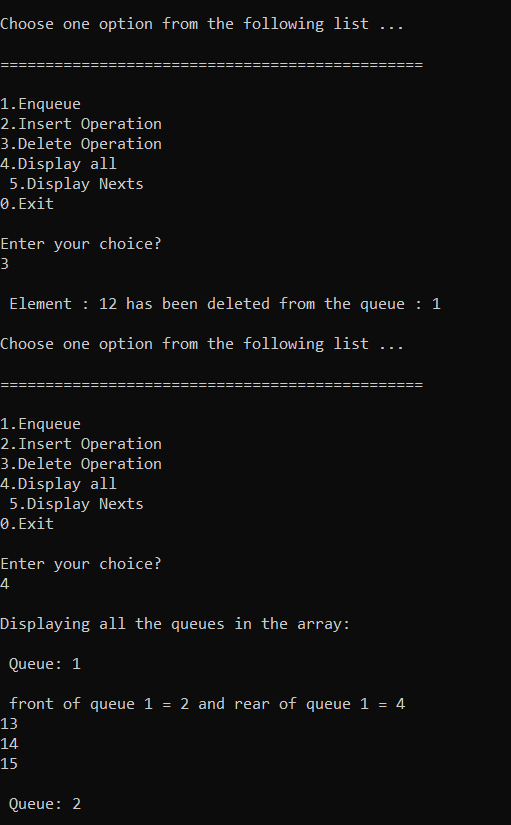 Choose one option from the following list ...
===============================================
1.Enqueue
2.Insert Operation
3.Delete Operation
4.Display all
 5.Display Nexts
0.Exit
Enter your choice?
3
 Element : 12 has been deleted from the queue : 1
Choose one option from the following list ...
===============================================
1.Enqueue
2.Insert Operation
3.Delete Operation
4.Display all
 5.Display Nexts
0.Exit
Enter your choice?
4
Displaying all the queues in the array:
 Queue: 1
 front of queue 1 = 2 and rear of queue 1 = 4
13
14
15
 Queue: 2